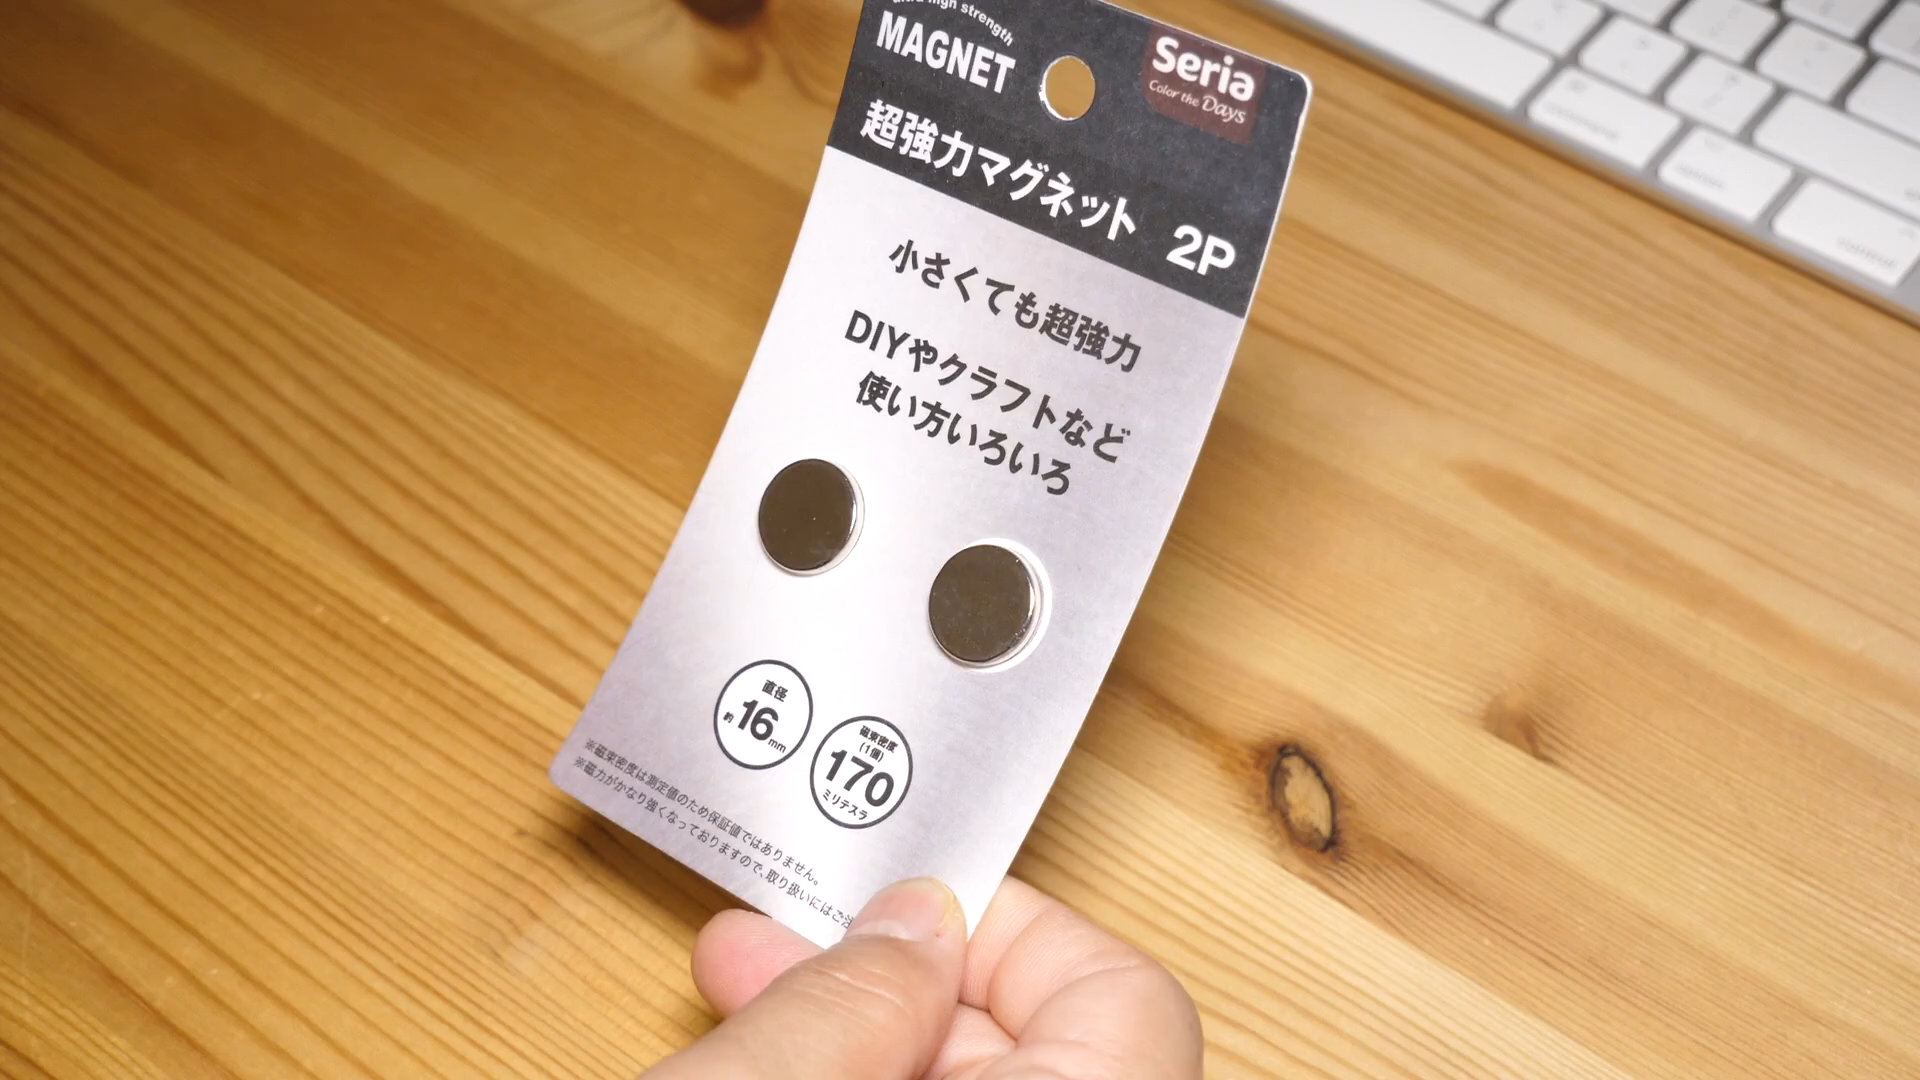 ultra high strength
MAGNET
Seria
Color the Days
超強力マグネット 2P
小さくても超強力
DIYやクラフトなど
使い方いろいろ
直径
約16mm
磁束密度
(1個)
170
ミリテスラ
※磁束密度は測定値のため保証値ではありません。
※磁力がかなり強くなっておりますので、取り扱いにはご注